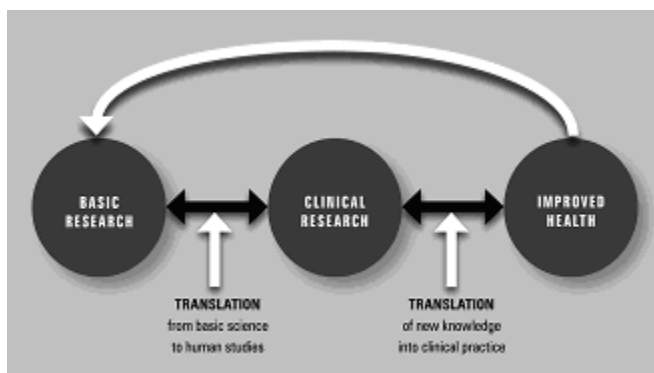 BASIC
RESEARCH
CLINICAL
RESEARCH
IMPROVED
HEALTH
TRANSLATION
from basic science
to human studies
TRANSLATION
of new knowledge
into clinical practice